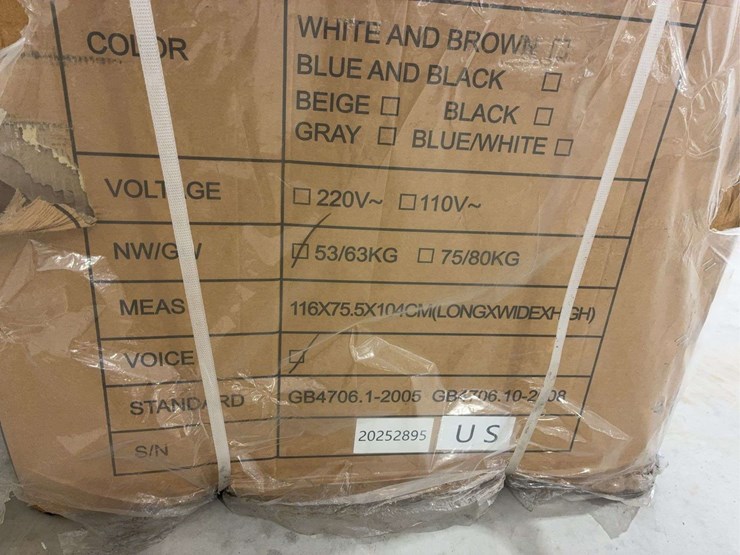 COLOR
WHITE AND BROWN ☐
BLUE AND BLACK ☐
BEIGE ☐ BLACK ☐
GRAY ☐ BLUE/WHITE ☐
VOLTAGE
☐ 220V~ ☐ 110V~
NW/GW
☐ 53/63KG ☐ 75/80KG
MEAS
116X75.5X104CM(LONGXWIDEXHIGH)
VOICE
☐
STANDARD
GB4706.1-2005 GB4706.10-2008
S/N
20252895 US